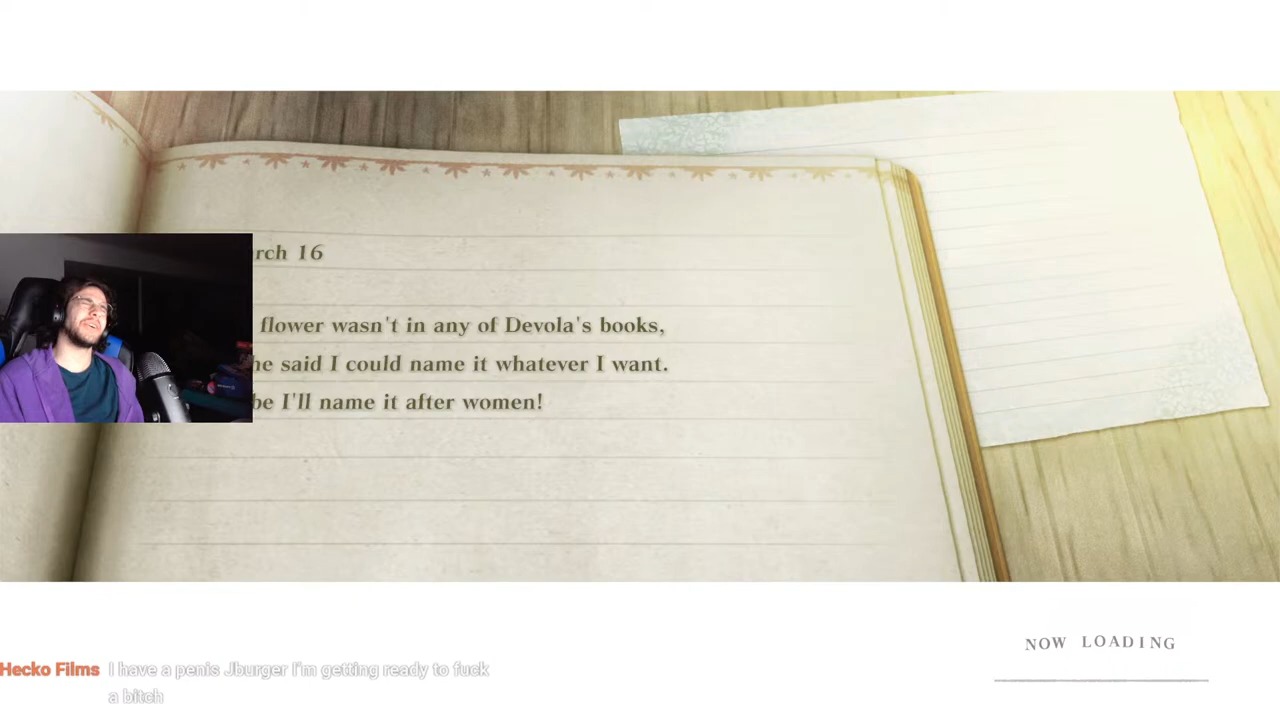 rch 16
flower wasn't in any of Devola's books,
he said I could name it whatever I want.
be I'll name it after women!
NOW LOADING
Hecko Films I have a penis Jburger I'm getting ready to fuck
a bitch